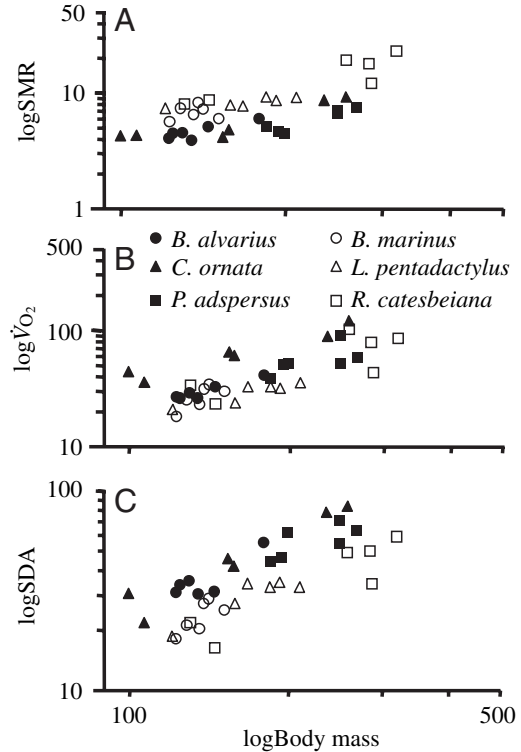 50
A
logSMR
10
1
● B. alvarius ○ B. marinus
▲ C. ornata △ L. pentadactylus
■ P. adspersus □ R. catesbeiana
500
B
logV̇O₂
100
10
100
C
logSDA
10
100 500
logBody mass